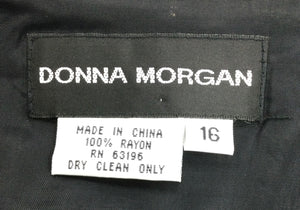 DONNA MORGAN
MADE IN CHINA
100% RAYON
RN 63196
DRY CLEAN ONLY
16